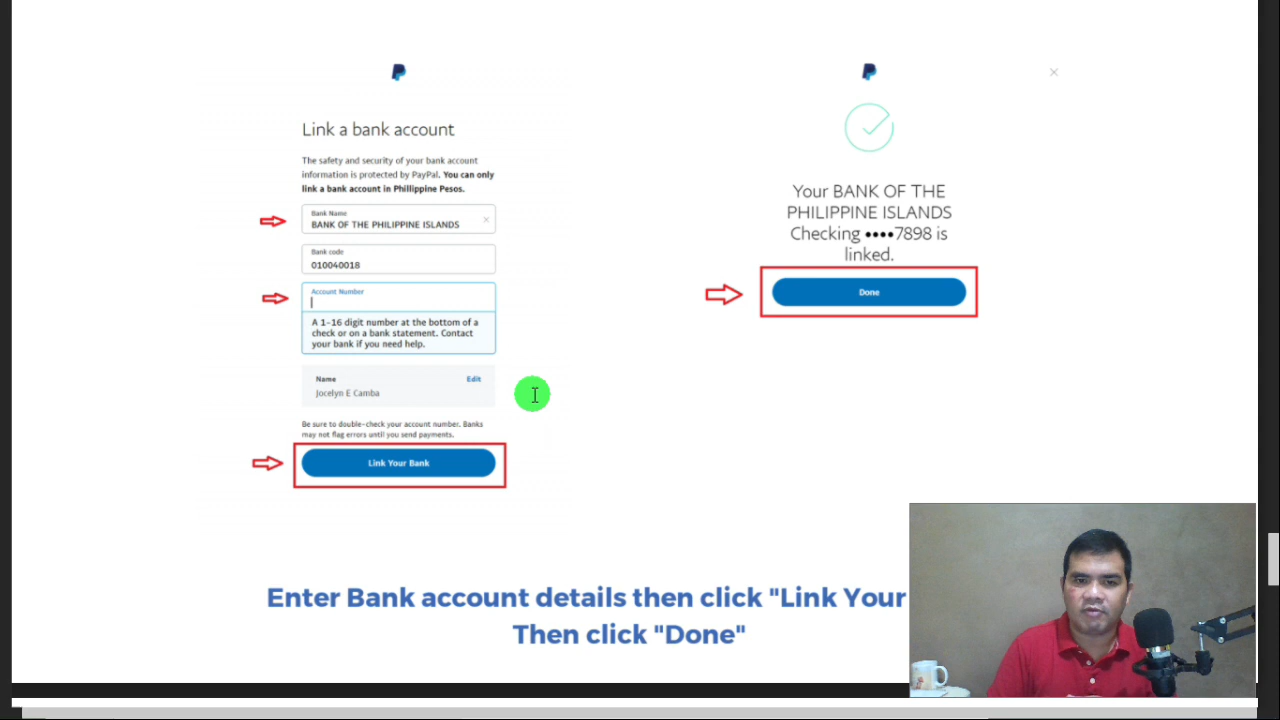 Link a bank account
The safety and security of your bank account
information is protected by PayPal. You can only
link a bank account in Phillippine Pesos.
Bank Name
BANK OF THE PHILIPPINE ISLANDS
Bank code
010040018
Account Number
A 1-16 digit number at the bottom of a
check or on a bank statement. Contact
your bank if you need help.
Name
Edit
Jocelyn E Camba
Be sure to double-check your account number. Banks
may not flag errors until you send payments.
Link Your Bank
Your BANK OF THE
PHILIPPINE ISLANDS
Checking ••••7898 is
linked.
Done
Enter Bank account details then click "Link Your
Then click "Done"